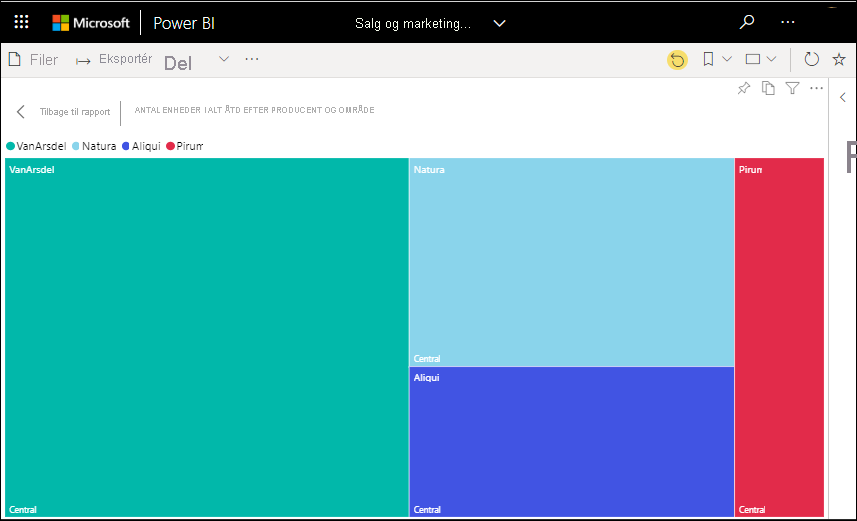 Microsoft Power BI Salg og marketing...
Filer Eksportér Del
Tilbage til rapport ANTAL ENHEDER I ALT ÅTD EFTER PRODUCENT OG OMRÅDE
VanArsdel Natura Aliqui Pirum
VanArsdel Natura Pirum
Central
Aliqui
Central Central Central